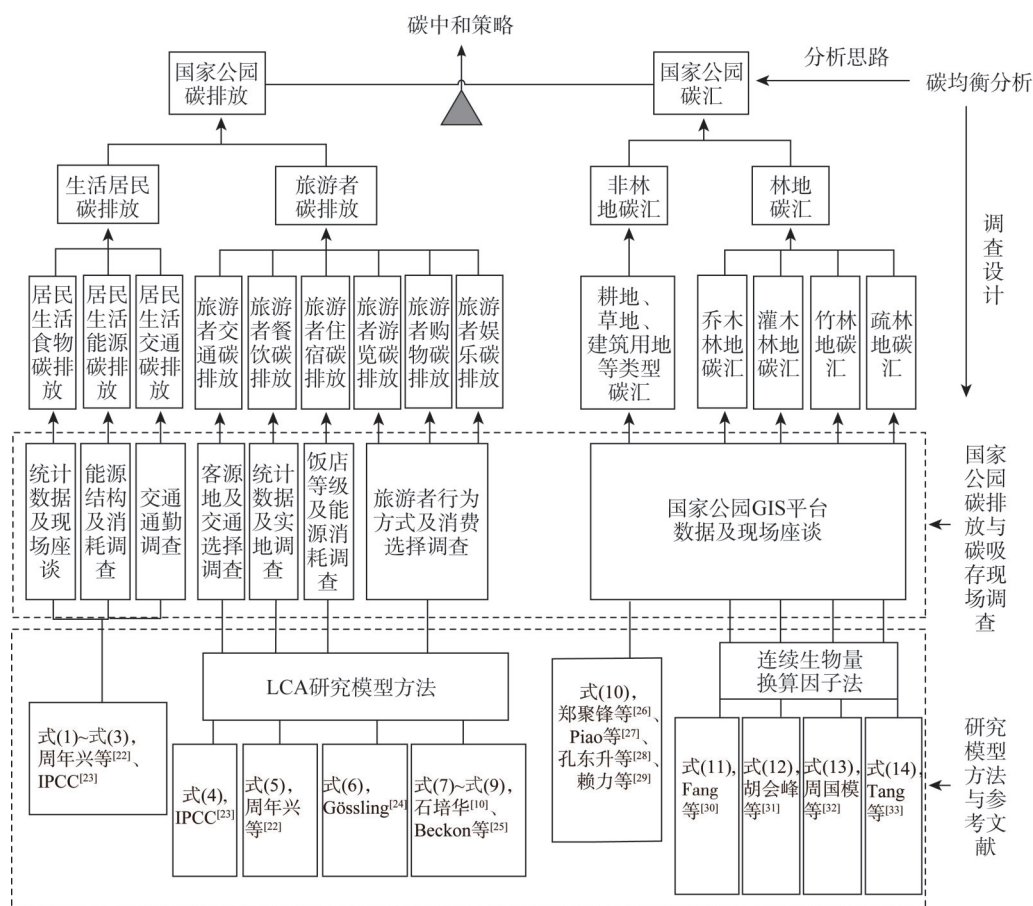 碳中和策略
国家公园
碳排放
国家公园
碳汇
分析思路
碳均衡分析
生活居民
碳排放
旅游者
碳排放
非林
地碳汇
林地
碳汇
调查设计
居民
生活
食物
碳排放
居民
生活
能源
碳排放
居民
生活
交通
碳排放
旅游
者交
通碳
排放
旅游
者餐
饮碳
排放
旅游
者住
宿碳
排放
旅游
者游
览碳
排放
旅游
者购
物碳
排放
旅游
者娱
乐碳
排放
耕地、
草地、
建筑用地
等类型
碳汇
乔木
林地
碳汇
灌木
林地
碳汇
竹林
地碳
汇
疏林
地碳
汇
统计
数据
及现
场座
谈
能源
结构
及消
耗调
查
交通
通勤
调查
客源
地及
交通
选择
调查
统计
数据
及实
地调
查
饭店
等级
及能
源消
耗调
查
旅游者行为
方式及消费
选择调查
国家公园GIS平台
数据及现场座谈
国家
公园
碳排
放与
碳吸
存现
场调
查
LCA研究模型方法
连续生物量
换算因子法
式(1)~式(3),
周年兴等[22]、
IPCC[23]
式(4),
IPCC[23]
式(5),
周年兴
等[22]
式(6),
Gössling[24]
式(7)~式(9),
石培华[10]、
Beckon等[25]
式(10),
郑聚锋等[26]、
Piao等[27]、
孔东升等[28]、
赖力等[29]
式(11),
Fang
等[30]
式(12),
胡会峰
等[31]
式(13),
周国模
等[32]
式(14),
Tang
等[33]
研究
模型
方法
与参
考文
献